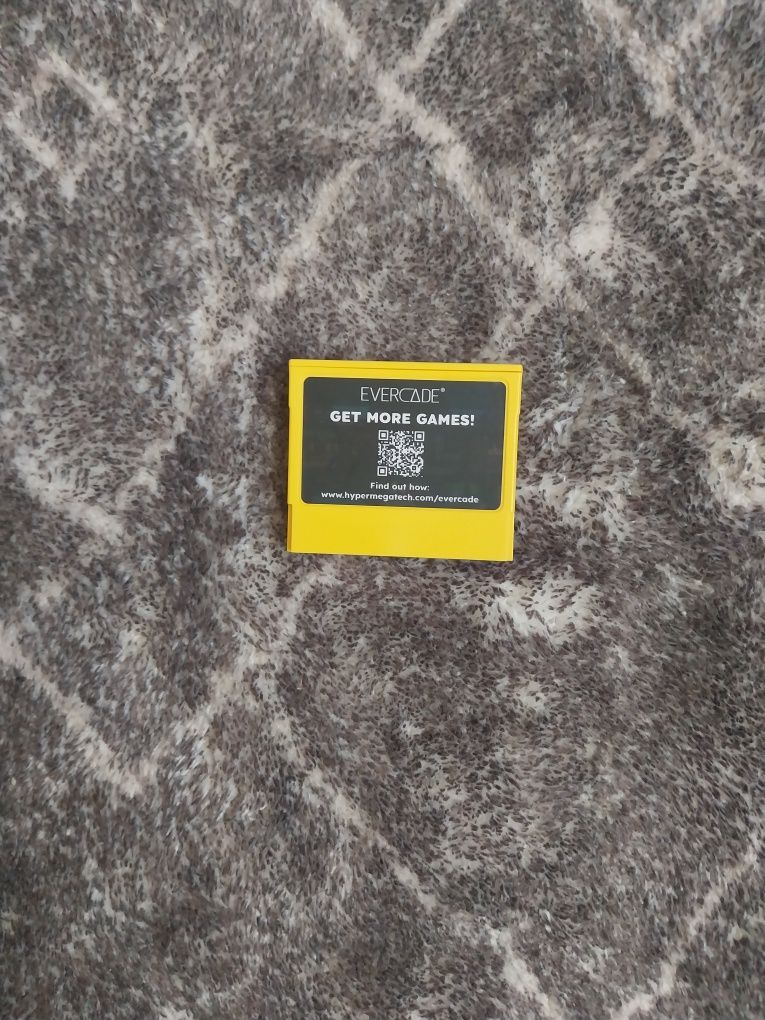 EVERCADE®
GET MORE GAMES!
Find out how:
www.hypermegatech.com/evercade